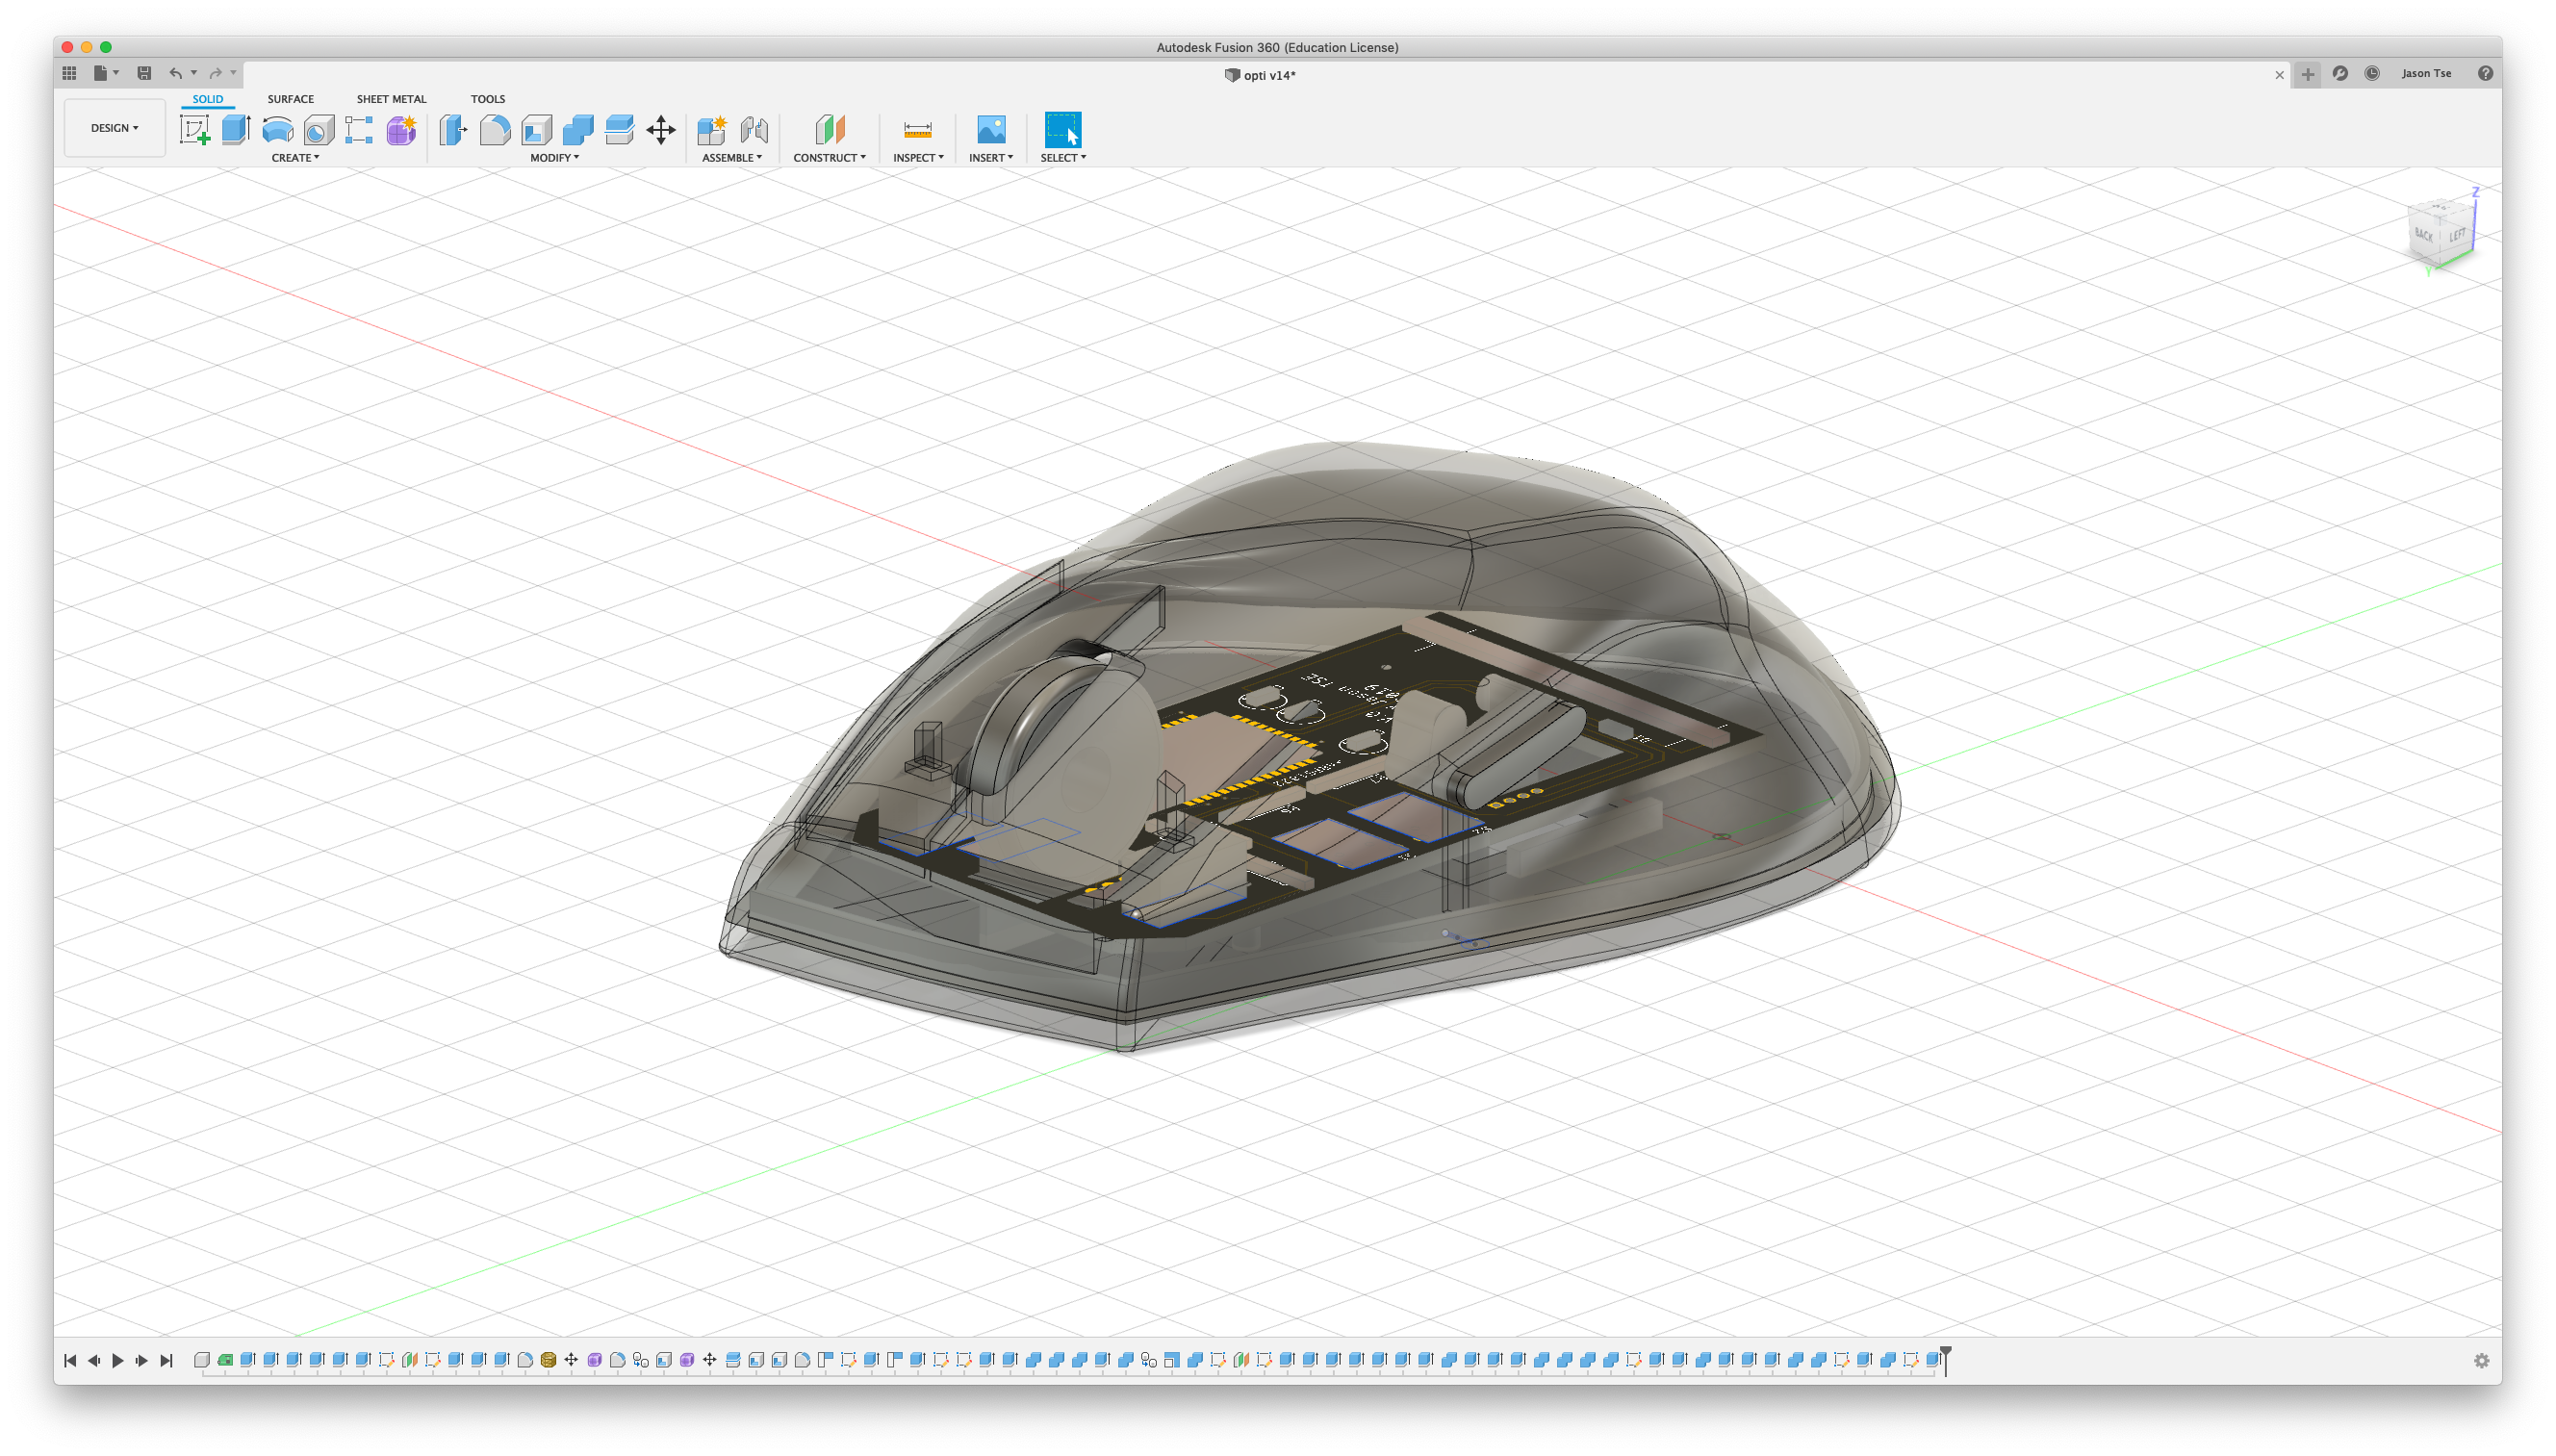 Autodesk Fusion 360 (Education License)
opti v14*
Jason Tse
SOLID
SURFACE
SHEET METAL
TOOLS
DESIGN
CREATE
MODIFY
ASSEMBLE
CONSTRUCT
INSPECT
INSERT
SELECT
Z
BACK
LEFT
Y
TSE